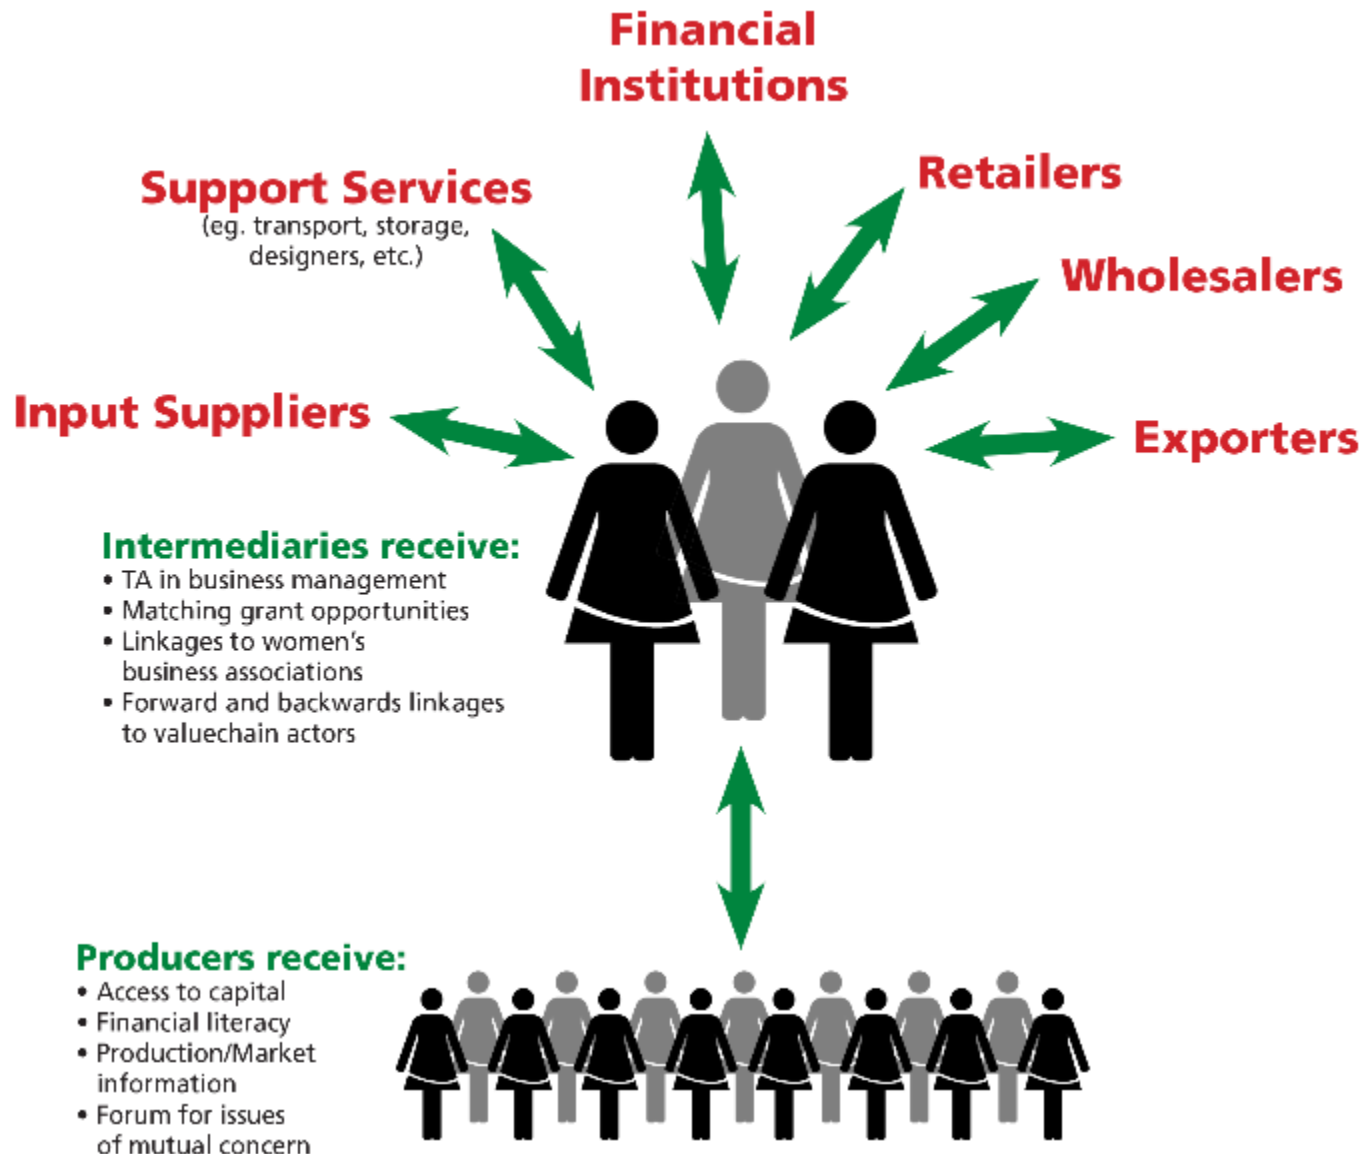 Financial
Institutions
Support Services
(eg. transport, storage,
designers, etc.)
Retailers
Wholesalers
Input Suppliers
Exporters
Intermediaries receive:
• TA in business management
• Matching grant opportunities
• Linkages to women's
business associations
• Forward and backwards linkages
to valuechain actors
Producers receive:
• Access to capital
• Financial literacy
• Production/Market
information
• Forum for issues
of mutual concern